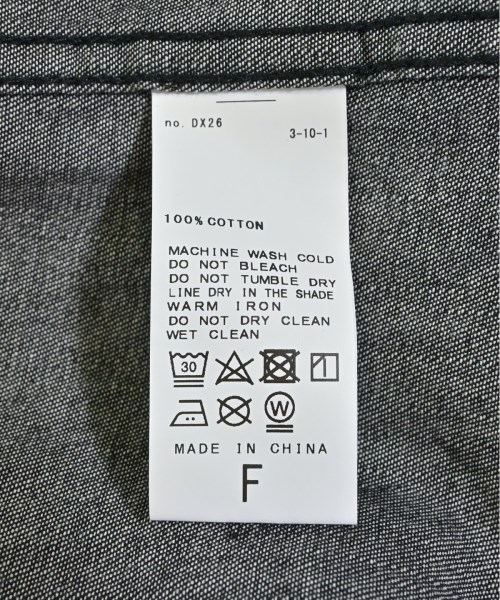 no. DX26
3-10-1
100% COTTON
MACHINE WASH COLD
DO NOT BLEACH
DO NOT TUMBLE DRY
LINE DRY IN THE SHADE
WARM IRON
DO NOT DRY CLEAN
WET CLEAN
30
W
MADE IN CHINA
F